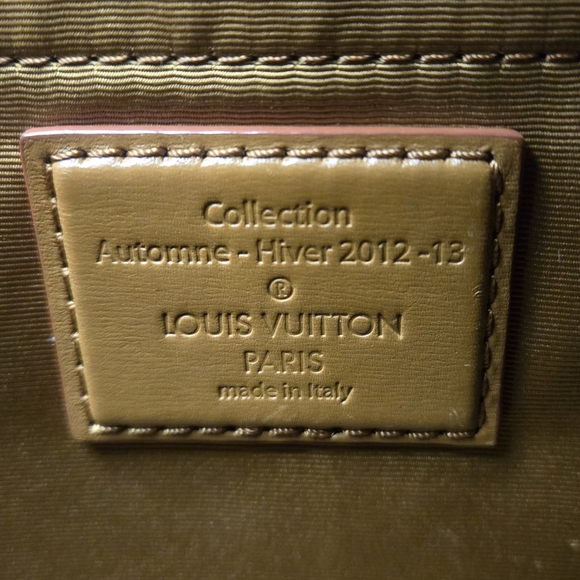 Collection
Automne - Hiver 2012 -13
®
LOUIS VUITTON
PARIS
made in Italy